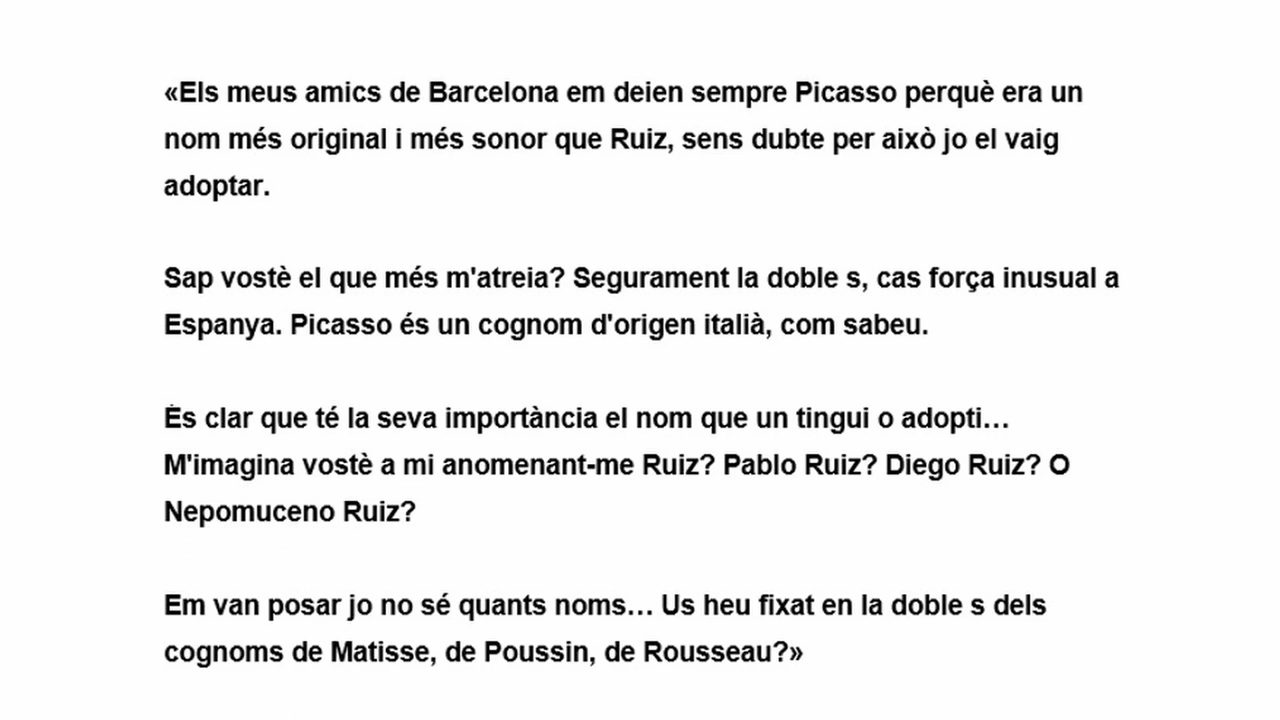 «Els meus amics de Barcelona em deien sempre Picasso perquè era un
nom més original i més sonor que Ruiz, sens dubte per això jo el vaig
adoptar.
Sap vostè el que més m'atreia? Segurament la doble s, cas força inusual a
Espanya. Picasso és un cognom d'origen italià, com sabeu.
És clar que té la seva importància el nom que un tingui o adopti…
M'imagina vostè a mi anomenant-me Ruiz? Pablo Ruiz? Diego Ruiz? O
Nepomuceno Ruiz?
Em van posar jo no sé quants noms… Us heu fixat en la doble s dels
cognoms de Matisse, de Poussin, de Rousseau?»